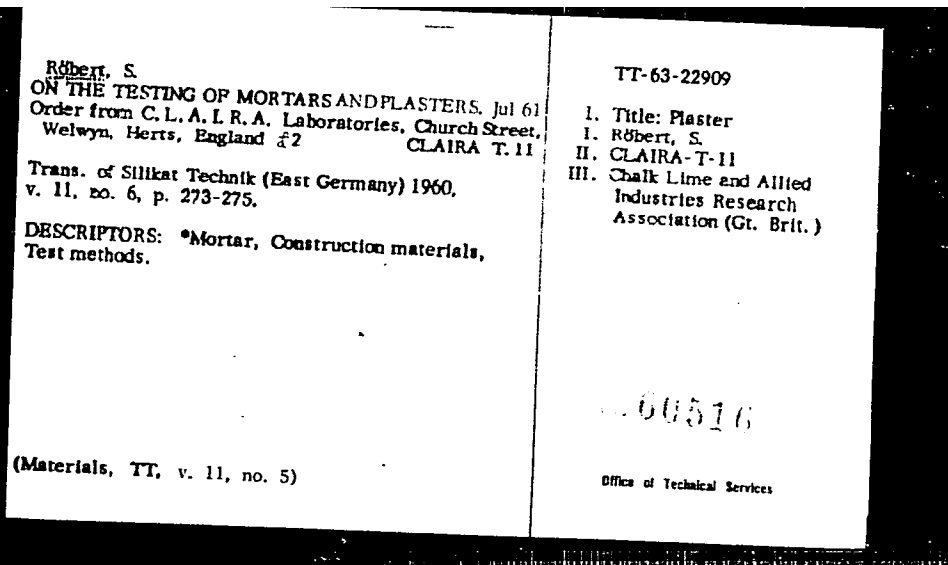 Röbert, S.
ON THE TESTING OF MORTARS AND PLASTERS. Jul 61
Order from C. L. A. I. R. A. Laboratories, Church Street,
Welwyn, Herts, England £2 CLAIRA T. 11
Trans. of Silikat Technik (East Germany) 1960,
v. 11, no. 6, p. 273-275.
DESCRIPTORS: *Mortar, Construction materials,
Test methods.
(Materials, TT, v. 11, no. 5)
TT-63-22909
1. Title: Plaster
I. Röbert, S.
II. CLAIRA-T-11
III. Chalk Lime and Allied
Industries Research
Association (Gt. Brit. )
60516
Office of Technical Services